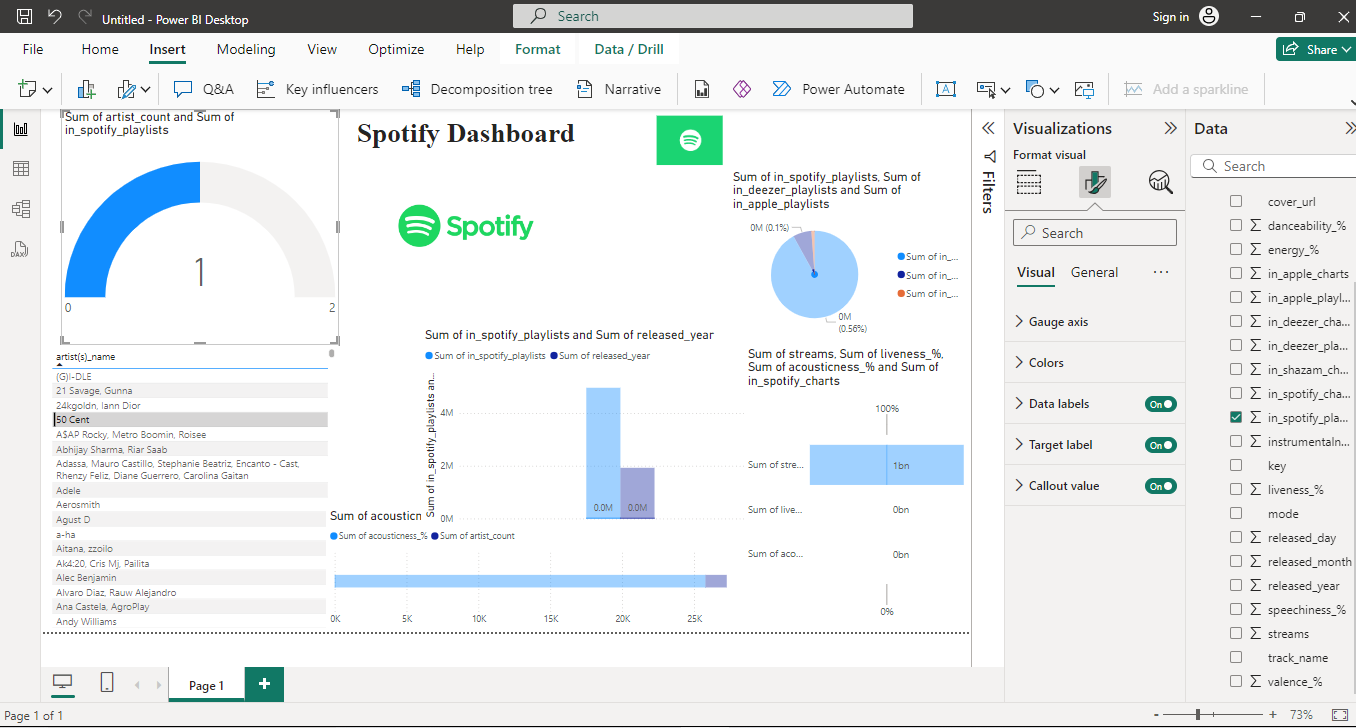 Untitled - Power BI Desktop
Search
Sign in
File
Home
Insert
Modeling
View
Optimize
Help
Format
Data / Drill
Share
Q&A
Key influencers
Decomposition tree
Narrative
Power Automate
A
Add a sparkline
DAX
Sum of artist_count and Sum of
in_spotify_playlists
1
0
2
artist(s)_name
(G)I-DLE
21 Savage, Gunna
24kgoldn, Iann Dior
50 Cent
A$AP Rocky, Metro Boomin, Roisee
Abhijay Sharma, Riar Saab
Adassa, Mauro Castillo, Stephanie Beatriz, Encanto - Cast,
Rhenzy Feliz, Diane Guerrero, Carolina Gaitan
Adele
Aerosmith
Agust D
a-ha
Aitana, zzoilo
Ak4:20, Cris Mj, Pailita
Alec Benjamin
Alvaro Diaz, Rauw Alejandro
Ana Castela, AgroPlay
Andy Williams
Spotify Dashboard
Spotify
Sum of in_spotify_playlists and Sum of released_year
Sum of in_spotify_playlists
Sum of released_year
Sum of in_spotify_playlists an...
4M
2M
0M
0.0M
0.0M
Sum of acousticn
Sum of acousticness_%
Sum of artist_count
0K
5K
10K
15K
20K
25K
Sum of in_spotify_playlists, Sum of
in_deezer_playlists and Sum of
in_apple_playlists
0M (0.1%)
0M
(0.56%)
Sum of in_...
Sum of in_...
Sum of in_...
Sum of streams, Sum of liveness_%,
Sum of acousticness_% and Sum of
in_spotify_charts
100%
Sum of stre...
1bn
Sum of live...
0bn
Sum of aco...
0bn
0%
Filters
Visualizations
Format visual
Search
Visual
General
...
Gauge axis
Colors
Data labels
On
Target label
On
Callout value
On
Data
Search
cover_url
danceability_%
energy_%
in_apple_charts
in_apple_playl...
in_deezer_cha...
in_deezer_pla...
in_shazam_ch...
in_spotify_cha...
in_spotify_pla...
instrumentaln...
key
liveness_%
mode
released_day
released_month
released_year
speechiness_%
streams
track_name
valence_%
Page 1
+
Page 1 of 1
-
+
73%